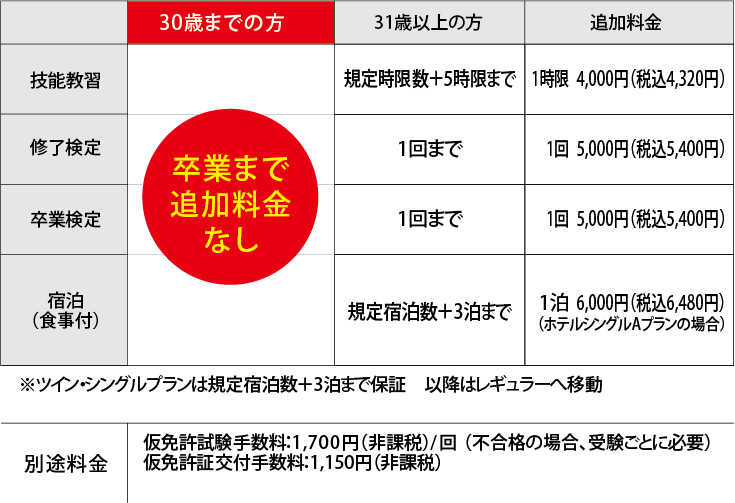 30歳までの方 31歳以上の方 追加料金
技能教習 規定時限数＋5時限まで 1時限 4,000円（税込4,320円）
修了検定 1回まで 1回 5,000円（税込5,400円）
卒業まで
追加料金
なし
卒業検定 1回まで 1回 5,000円（税込5,400円）
宿泊
（食事付） 規定宿泊数＋3泊まで 1泊 6,000円（税込6,480円）
（ホテルシングルAプランの場合）
※ツイン・シングルプランは規定宿泊数＋3泊まで保証　以降はレギュラーへ移動
別途料金 仮免許試験手数料：1,700円（非課税）/回（不合格の場合、受験ごとに必要）
仮免許証交付手数料：1,150円（非課税）